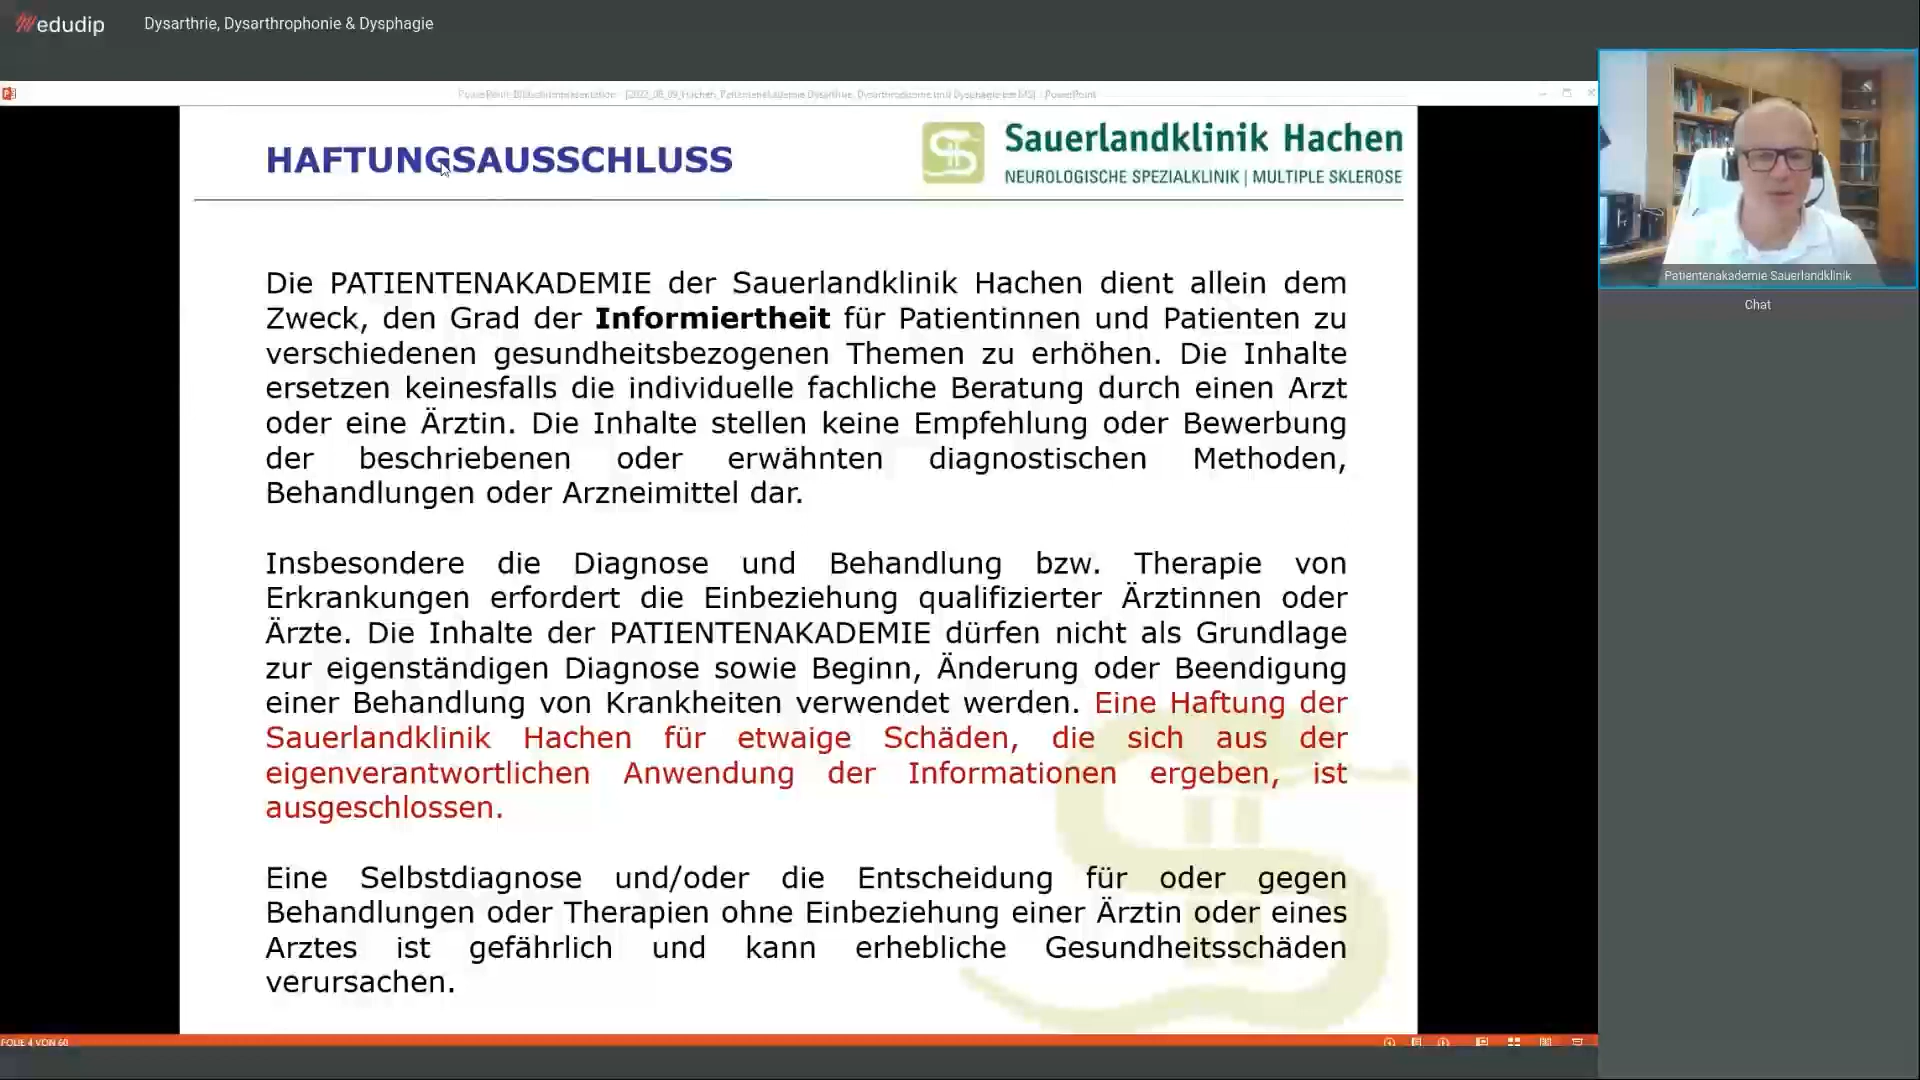 edudip
Dysarthrie, Dysarthrophonie & Dysphagie
HAFTUNGSAUSSCHLUSS
Sauerlandklinik Hachen
NEUROLOGISCHE SPEZIALKLINIK | MULTIPLE SKLEROSE
Die PATIENTENAKADEMIE der Sauerlandklinik Hachen dient allein dem
Zweck, den Grad der Informiertheit für Patientinnen und Patienten zu
verschiedenen gesundheitsbezogenen Themen zu erhöhen. Die Inhalte
ersetzen keinesfalls die individuelle fachliche Beratung durch einen Arzt
oder eine Ärztin. Die Inhalte stellen keine Empfehlung oder Bewerbung
der beschriebenen oder erwähnten diagnostischen Methoden,
Behandlungen oder Arzneimittel dar.
Insbesondere die Diagnose und Behandlung bzw. Therapie von
Erkrankungen erfordert die Einbeziehung qualifizierter Ärztinnen oder
Ärzte. Die Inhalte der PATIENTENAKADEMIE dürfen nicht als Grundlage
zur eigenständigen Diagnose sowie Beginn, Änderung oder Beendigung
einer Behandlung von Krankheiten verwendet werden. Eine Haftung der
Sauerlandklinik Hachen für etwaige Schäden, die sich aus der
eigenverantwortlichen Anwendung der Informationen ergeben, ist
ausgeschlossen.
Eine Selbstdiagnose und/oder die Entscheidung für oder gegen
Behandlungen oder Therapien ohne Einbeziehung einer Ärztin oder eines
Arztes ist gefährlich und kann erhebliche Gesundheitsschäden
verursachen.
FOLIE 4 VON 60
Patientenakademie Sauerlandklinik
Chat